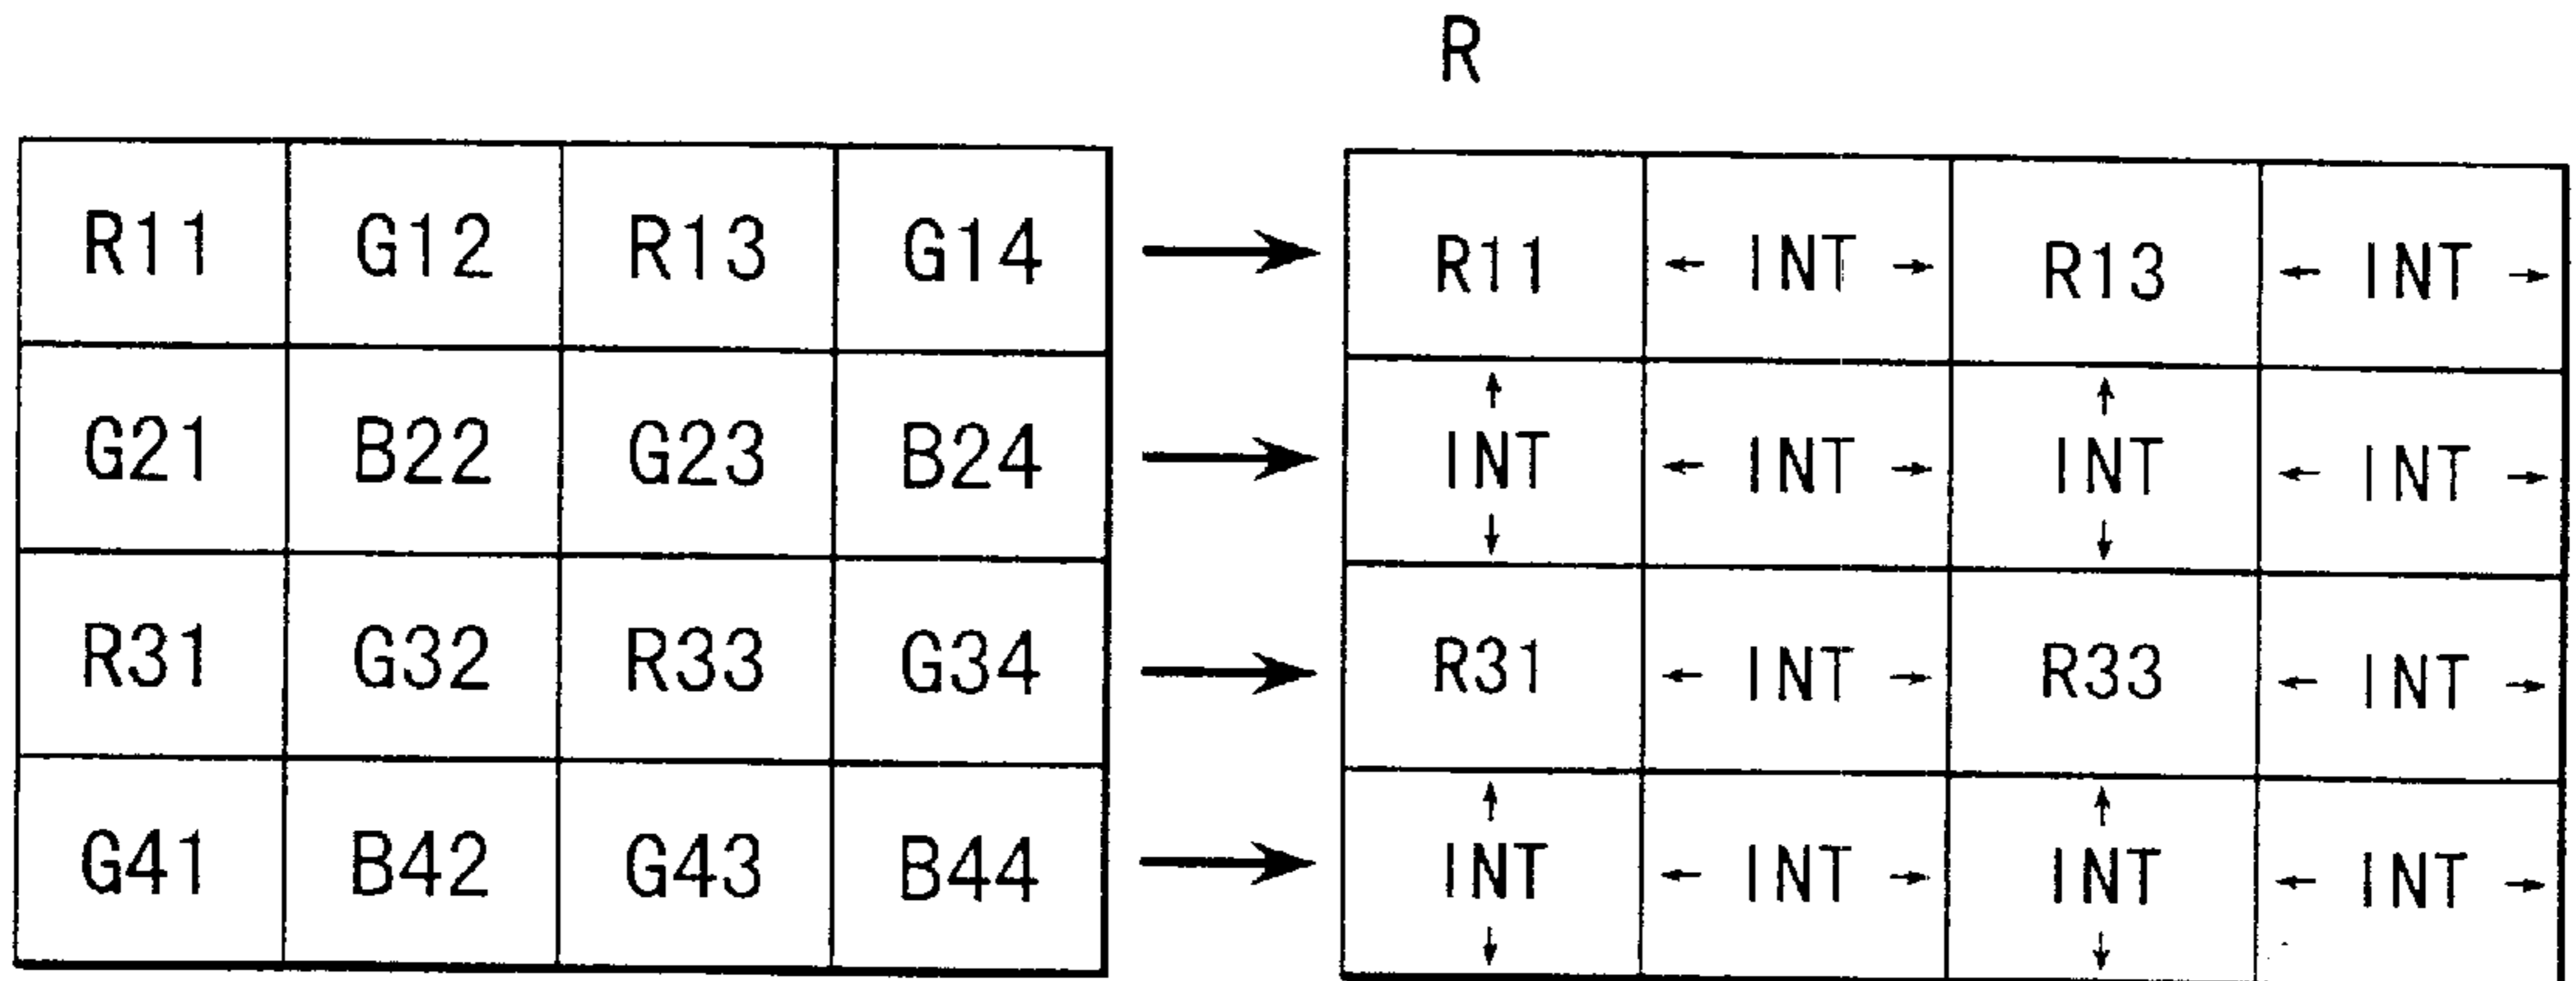 R
R11 G12 R13 G14 R11 INT R13 INT
G21 B22 G23 B24 INT INT INT INT
R31 G32 R33 G34 R31 INT R33 INT
G41 B42 G43 B44 INT INT INT INT